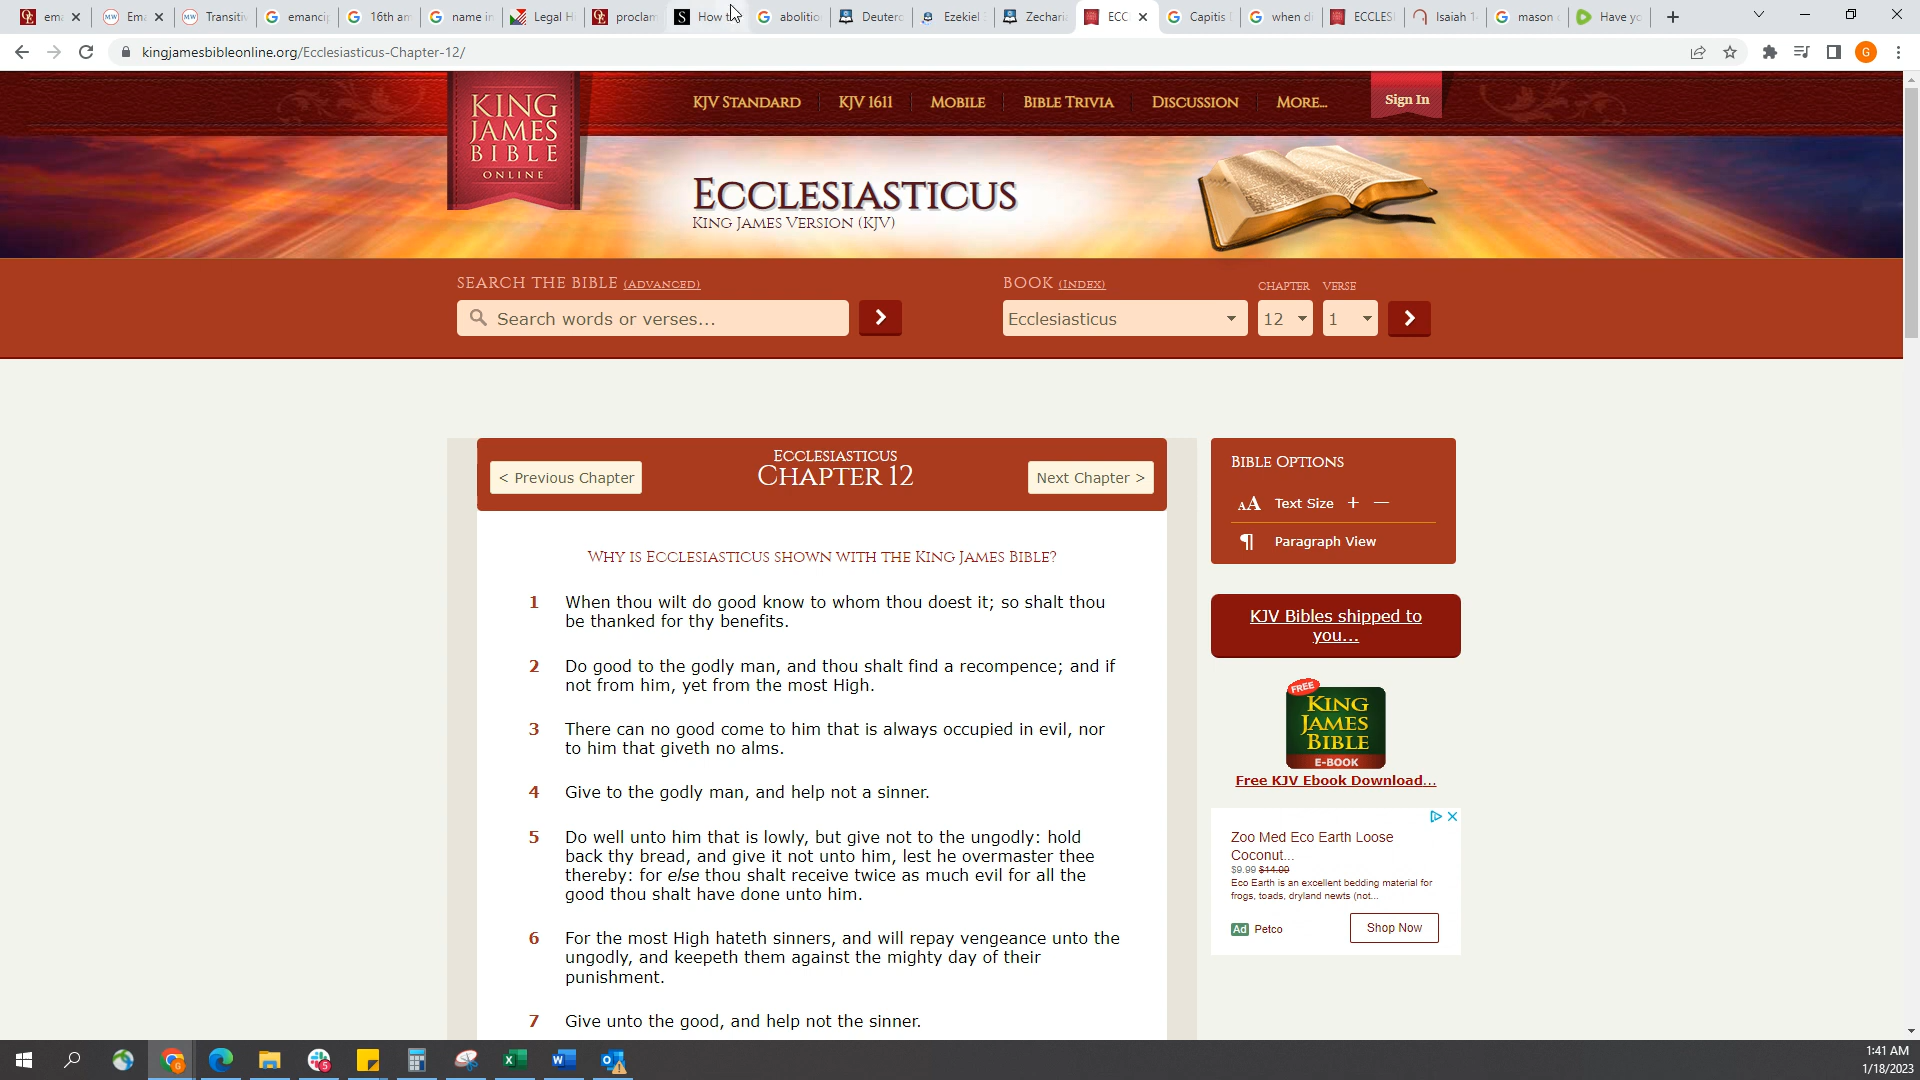 ema
Ema
Transiti
emancip
16th am
name in
Legal H
proclam
How t
abolitio
Deutero
Ezekiel
Zecharia
ECC
Capitis
when di
ECCLES
Isaiah 1
mason
Have yo
kingjamesbibleonline.org/Ecclesiasticus-Chapter-12/
G
KING
JAMES
BIBLE
ONLINE
KJV STANDARD
KJV 1611
MOBILE
BIBLE TRIVIA
DISCUSSION
MORE...
Sign In
ECCLESIASTICUS
KING JAMES VERSION (KJV)
SEARCH THE BIBLE (ADVANCED)
Search words or verses...
BOOK (INDEX)
CHAPTER
VERSE
Ecclesiasticus
12
1
< Previous Chapter
ECCLESIASTICUS
CHAPTER 12
Next Chapter >
WHY IS ECCLESIASTICUS SHOWN WITH THE KING JAMES BIBLE?
1 When thou wilt do good know to whom thou doest it; so shalt thou
be thanked for thy benefits.
2 Do good to the godly man, and thou shalt find a recompence; and if
not from him, yet from the most High.
3 There can no good come to him that is always occupied in evil, nor
to him that giveth no alms.
4 Give to the godly man, and help not a sinner.
5 Do well unto him that is lowly, but give not to the ungodly: hold
back thy bread, and give it not unto him, lest he overmaster thee
thereby: for else thou shalt receive twice as much evil for all the
good thou shalt have done unto him.
6 For the most High hateth sinners, and will repay vengeance unto the
ungodly, and keepeth them against the mighty day of their
punishment.
7 Give unto the good, and help not the sinner.
BIBLE OPTIONS
AA Text Size + —
¶ Paragraph View
KJV Bibles shipped to
you...
FREE
KING
JAMES
BIBLE
E-BOOK
Free KJV Ebook Download...
Zoo Med Eco Earth Loose
Coconut...
$9.99 $14.00
Eco Earth is an excellent bedding material for
frogs, toads, dryland newts (not...
Ad Petco
Shop Now
1:41 AM
1/18/2023